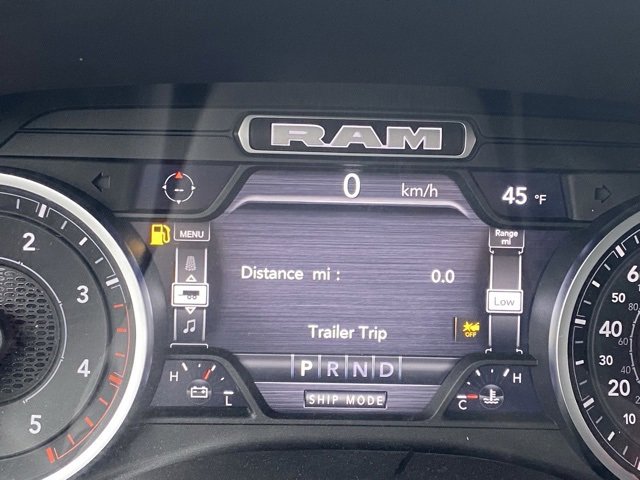 RAM
0 km/h
45 °F
MENU
Range
mi
2
3
4
5
Distance mi : 0.0
Low
Trailer Trip
OFF
P R N D
H L
SHIP MODE
C H
6
50
40
30
20
10